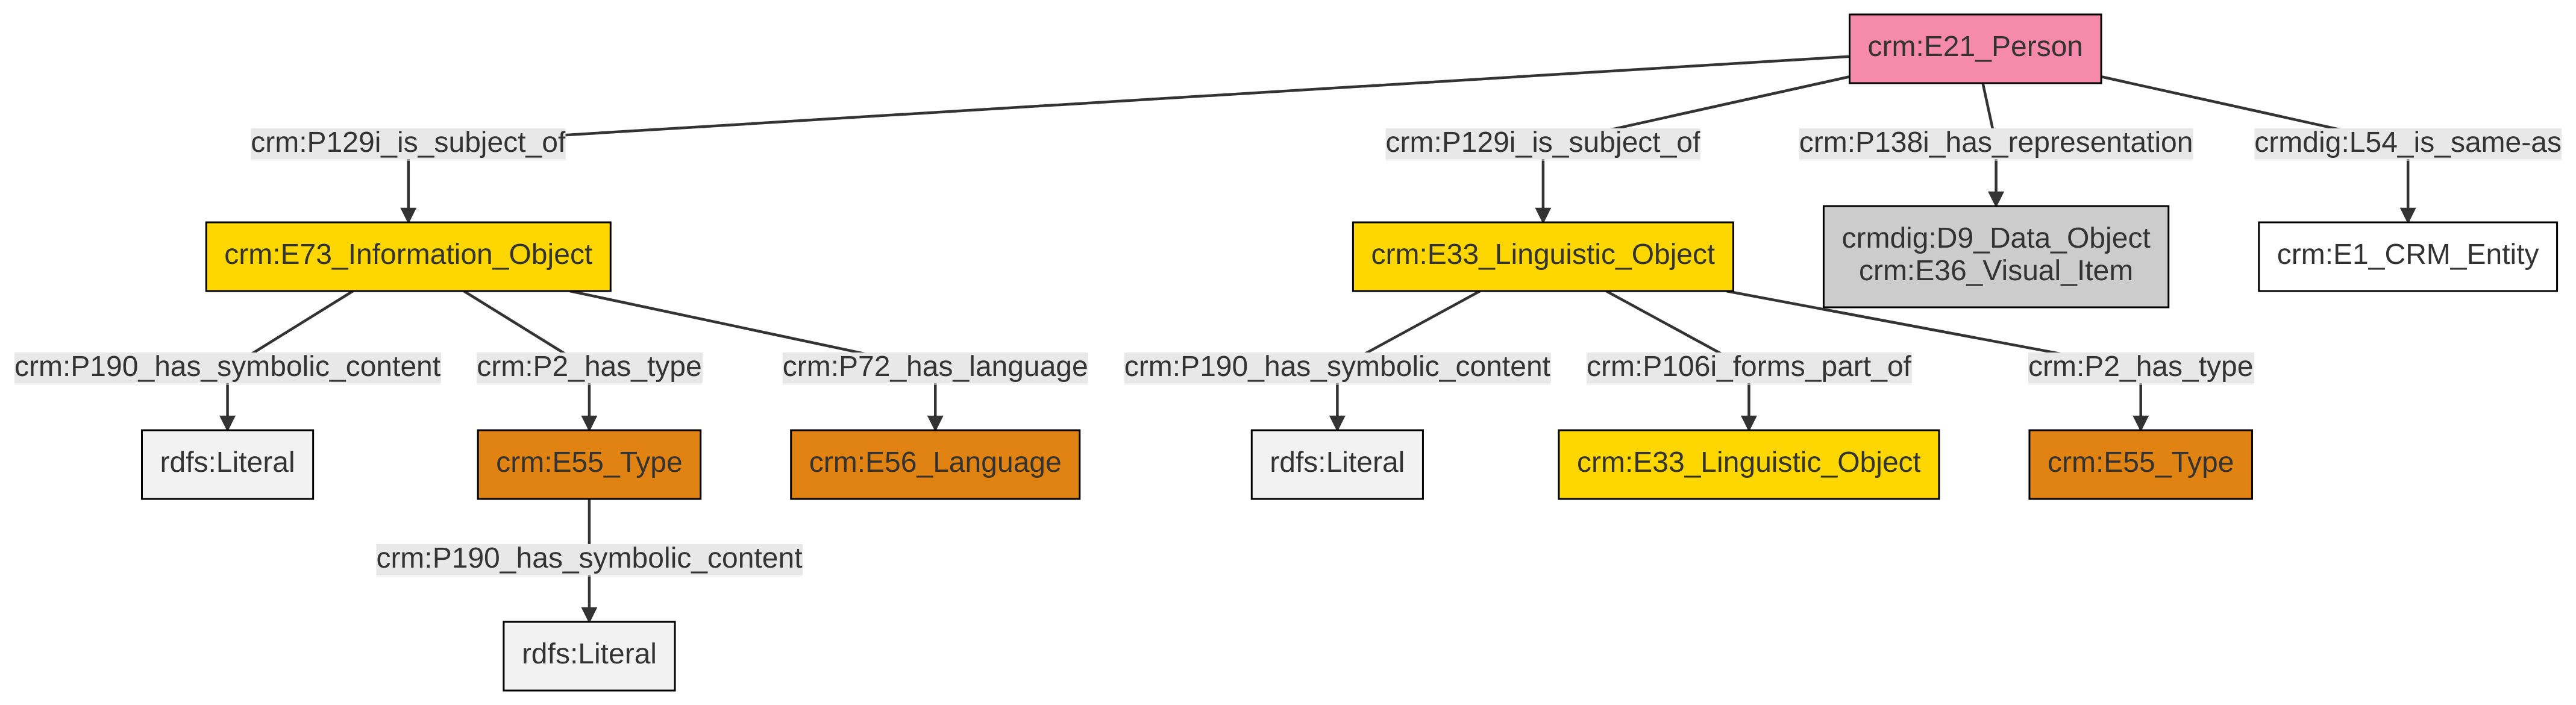 crm:E21_Person
crm:P129i_is_subject_of
crm:P129i_is_subject_of
crm:P138i_has_representation
crmdig:L54_is_same-as
crm:E73_Information_Object
crm:E33_Linguistic_Object
crmdig:D9_Data_Object
crm:E36_Visual_Item
crm:E1_CRM_Entity
crm:P190_has_symbolic_content
crm:P2_has_type
crm:P72_has_language
crm:P190_has_symbolic_content
crm:P106i_forms_part_of
crm:P2_has_type
rdfs:Literal
crm:E55_Type
crm:E56_Language
rdfs:Literal
crm:E33_Linguistic_Object
crm:E55_Type
crm:P190_has_symbolic_content
rdfs:Literal